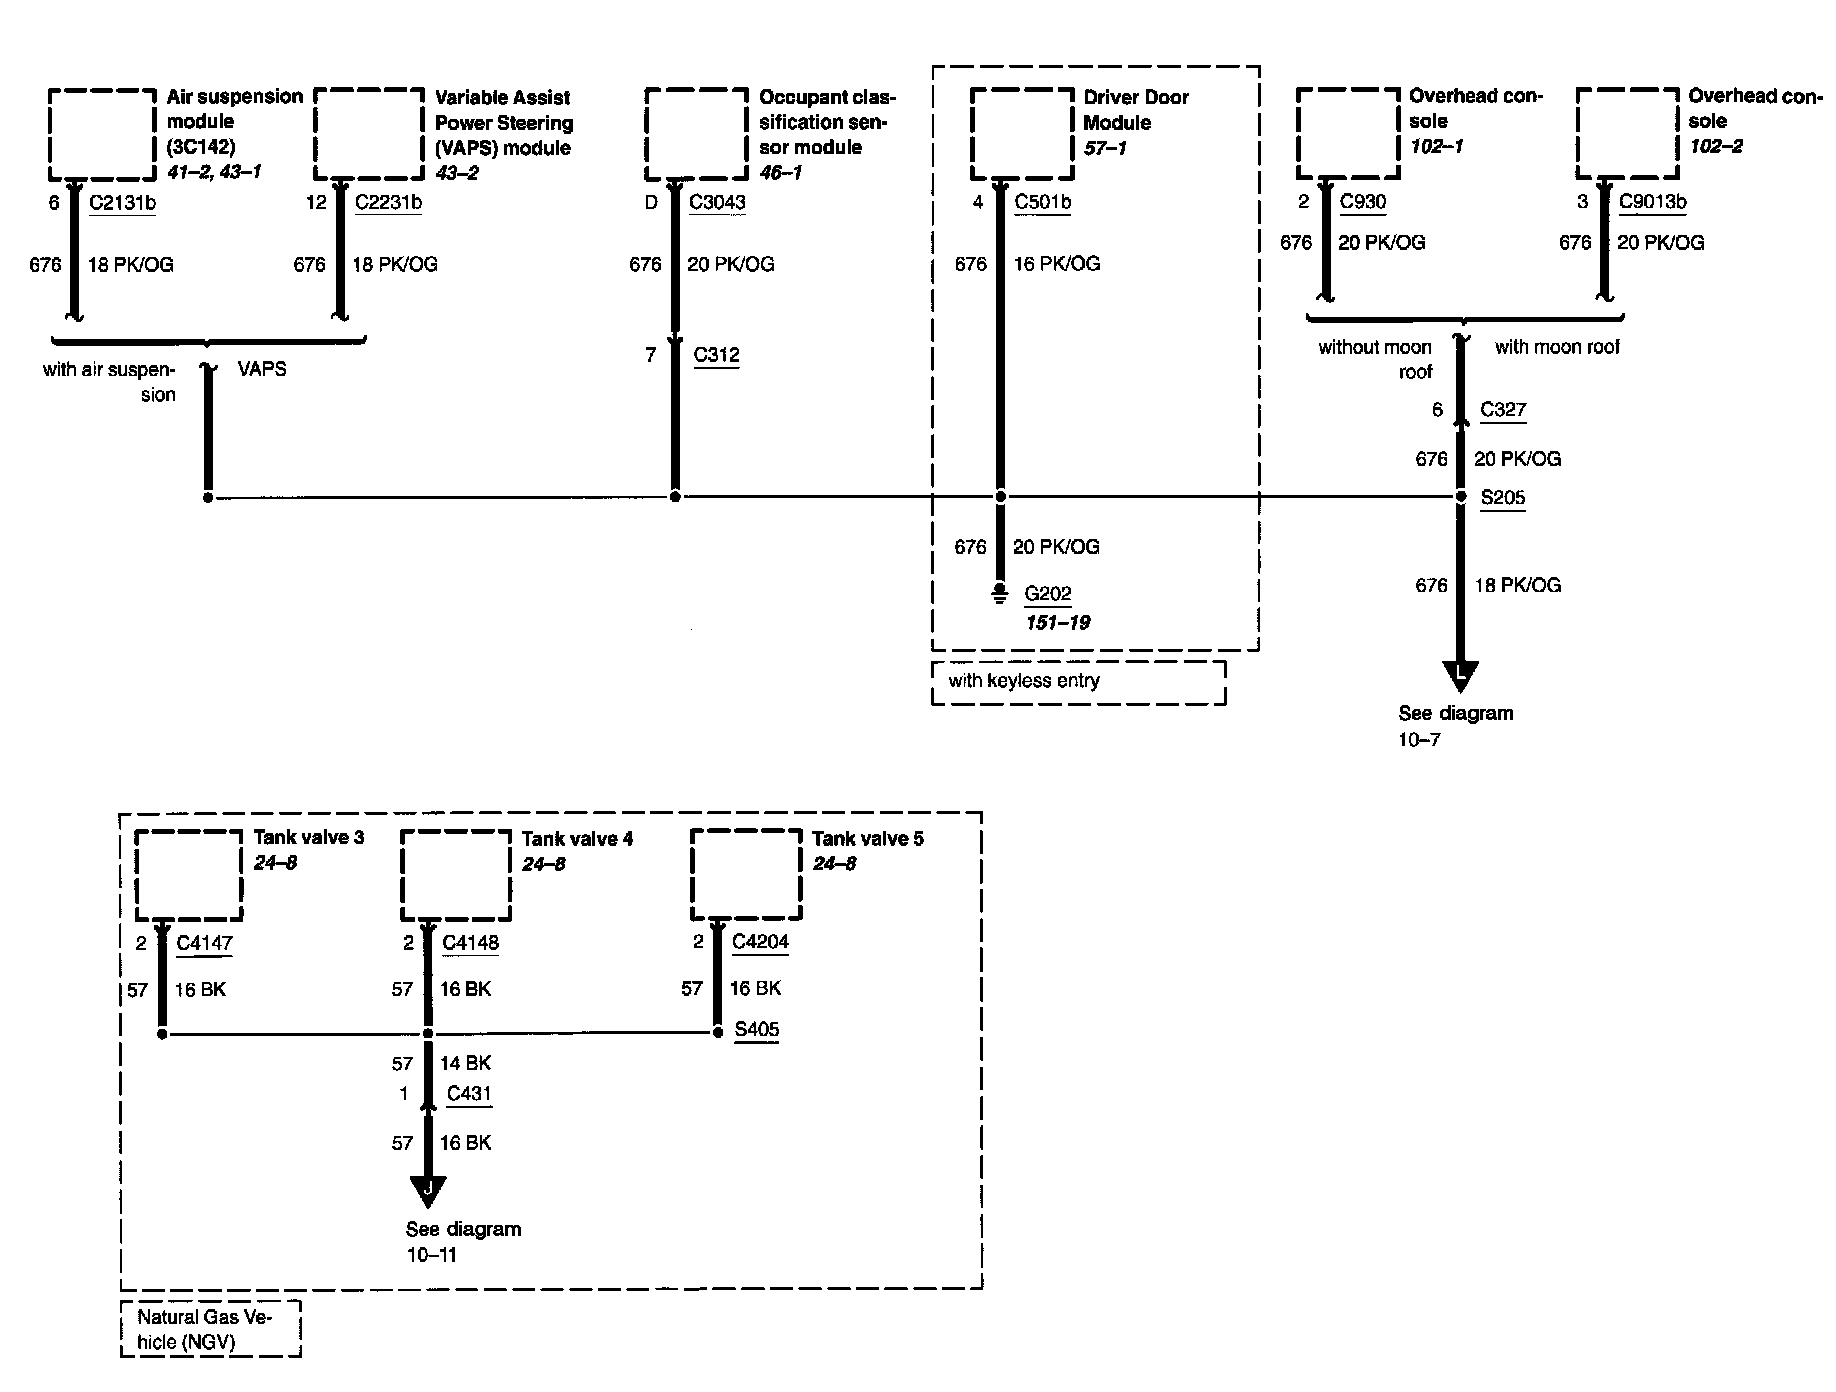 Air suspension
module
(3C142)
41–2, 43–1
Variable Assist
Power Steering
(VAPS) module
43–2
Occupant clas-
sification sen-
sor module
46–1
Driver Door
Module
57–1
Overhead con-
sole
102–1
Overhead con-
sole
102–2
6 C2131b
12 C2231b
D C3043
4 C501b
2 C930
3 C9013b
676 18 PK/OG
676 18 PK/OG
676 20 PK/OG
676 16 PK/OG
676 20 PK/OG
676 20 PK/OG
with air suspen-
sion
VAPS
7 C312
without moon
roof
with moon roof
6 C327
676 20 PK/OG
S205
676 20 PK/OG
G202
151–19
676 18 PK/OG
with keyless entry
L
See diagram
10–7
Tank valve 3
24–8
Tank valve 4
24–8
Tank valve 5
24–8
2 C4147
2 C4148
2 C4204
57 16 BK
57 16 BK
57 16 BK
S405
57 14 BK
1 C431
57 16 BK
J
See diagram
10–11
Natural Gas Ve-
hicle (NGV)